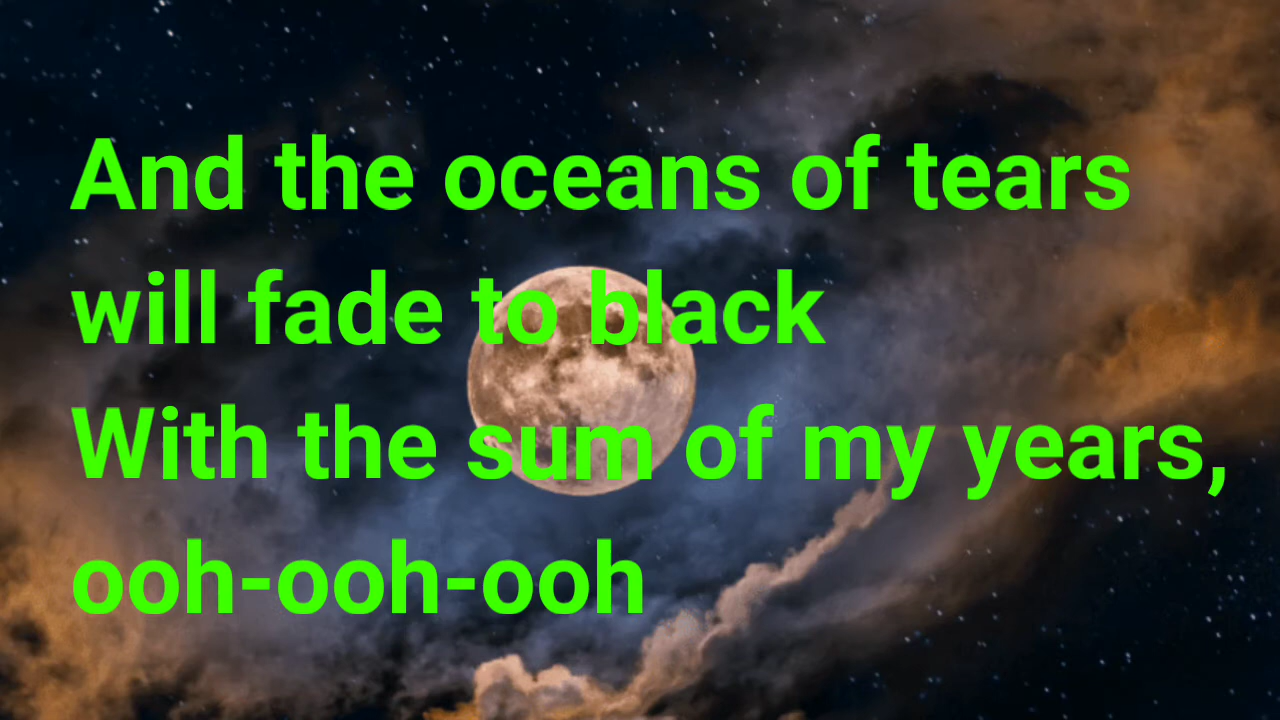 And the oceans of tears
will fade to black
With the sum of my years,
ooh-ooh-ooh